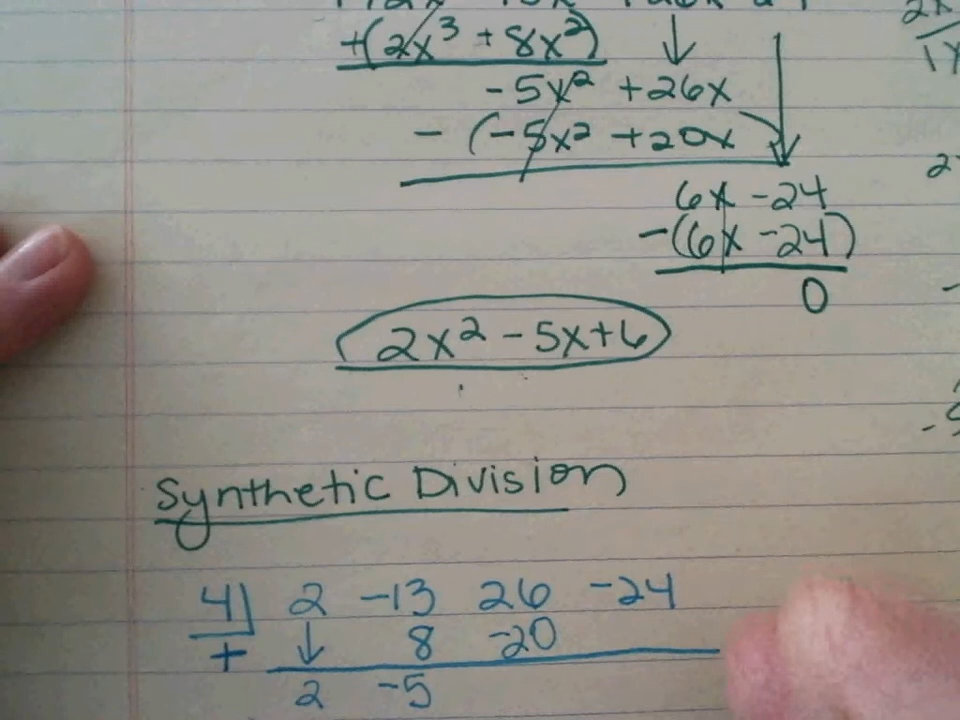 +(2x³ + 8x²)
-5x² +26x
- (-5x² +20x
6x -24
-(6x -24)
0
2x² -5x+6
Synthetic Division
4 2 -13 26 -24
+ 8 -20
2 -5